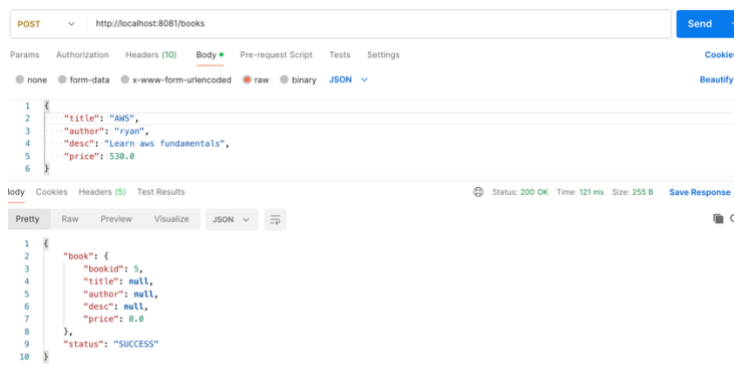 POST http://localhost:8081/books Send
Params Authorization Headers (10) Body Pre-request Script Tests Settings Cookie
none form-data x-www-form-urlencoded raw binary JSON Beautify
1 {
2 "title": "AWS",
3 "author": "ryan",
4 "desc": "Learn aws fundamentals",
5 "price": 530.0
6 }
ody Cookies Headers (5) Test Results Status: 200 OK Time: 121 ms Size: 255 B Save Response
Pretty Raw Preview Visualize JSON
1 {
2 "book": {
3 "bookid": 5,
4 "title": null,
5 "author": null,
6 "desc": null,
7 "price": 0.0
8 },
9 "status": "SUCCESS"
10 }